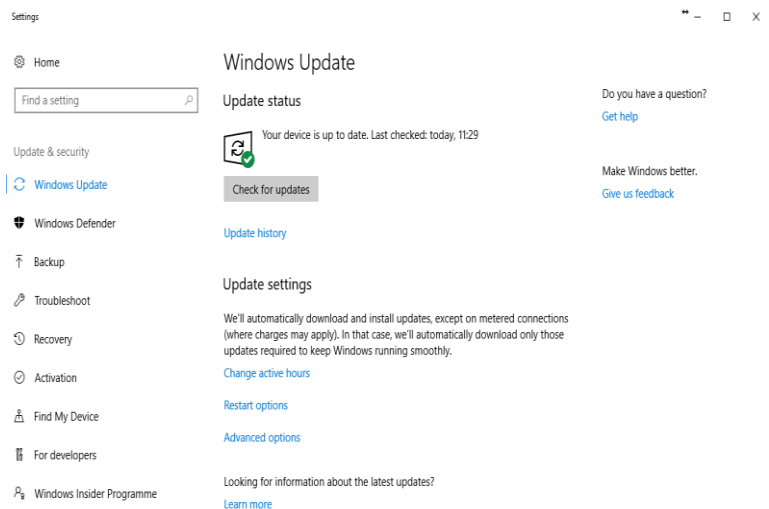 Settings
Home
Find a setting
Update & security
Windows Update
Windows Defender
Backup
Troubleshoot
Recovery
Activation
Find My Device
For developers
Windows Insider Programme
Windows Update
Update status
Your device is up to date. Last checked: today, 11:29
Check for updates
Update history
Update settings
We'll automatically download and install updates, except on metered connections
(where charges may apply). In that case, we'll automatically download only those
updates required to keep Windows running smoothly.
Change active hours
Restart options
Advanced options
Looking for information about the latest updates?
Learn more
Do you have a question?
Get help
Make Windows better.
Give us feedback